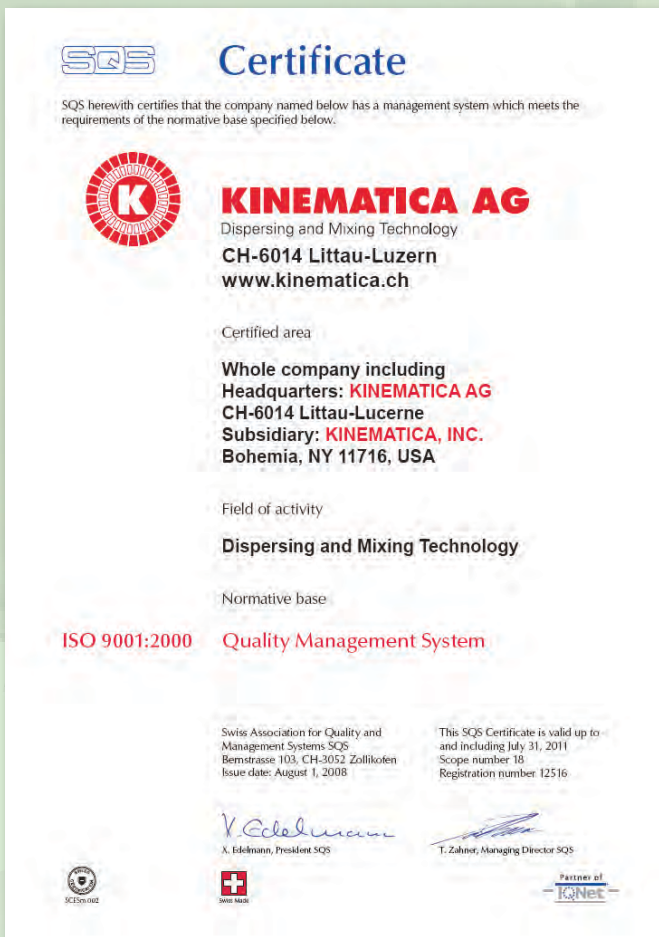 SQS Certificate
SQS herewith certifies that the company named below has a management system which meets the
requirements of the normative base specified below.
K
KINEMATICA AG
Dispersing and Mixing Technology
CH-6014 Littau-Luzern
www.kinematica.ch
Certified area
Whole company including
Headquarters: KINEMATICA AG
CH-6014 Littau-Lucerne
Subsidiary: KINEMATICA, INC.
Bohemia, NY 11716, USA
Field of activity
Dispersing and Mixing Technology
Normative base
ISO 9001:2000 Quality Management System
Swiss Association for Quality and
Management Systems SQS
Bernstrasse 103, CH-3052 Zollikofen
Issue date: August 1, 2008
This SQS Certificate is valid up to
and including July 31, 2011
Scope number 18
Registration number 12516
X. Edelmann
X. Edelmann, President SQS
T. Zahner, Managing Director SQS
SCESm 002
Swiss Made
Partner of
IQNet